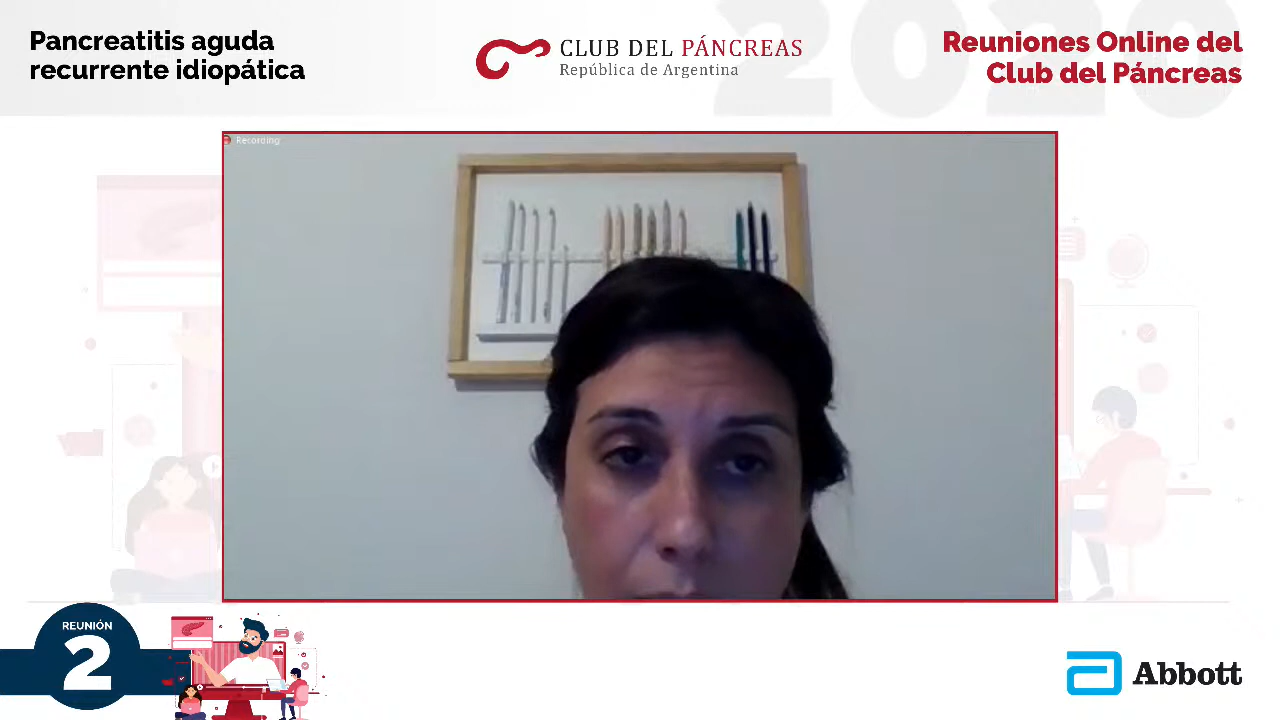 Pancreatitis aguda
recurrente idiopática
CLUB DEL PÁNCREAS
República de Argentina
2020
Reuniones Online del
Club del Páncreas
Recording
REUNIÓN
2
Abbott